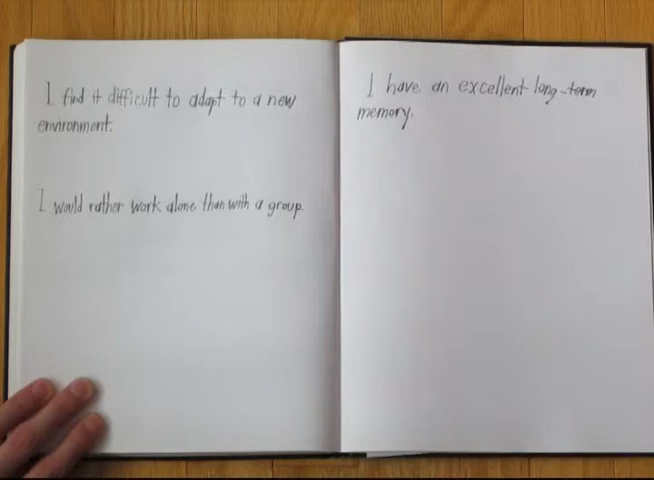 I find it difficult to adapt to a new
environment.
I would rather work alone than with a group.
I have an excellent long-term
memory.